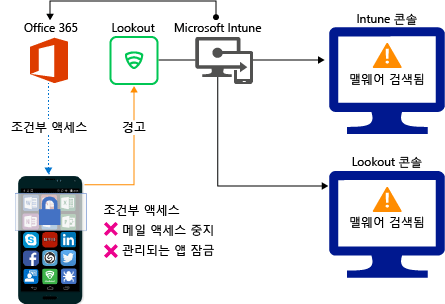 Office 365
Lookout
Microsoft Intune
Intune 콘솔
맬웨어 검색됨
조건부 액세스
경고
Lookout 콘솔
맬웨어 검색됨
조건부 액세스
메일 액세스 중지
관리되는 앱 잠금